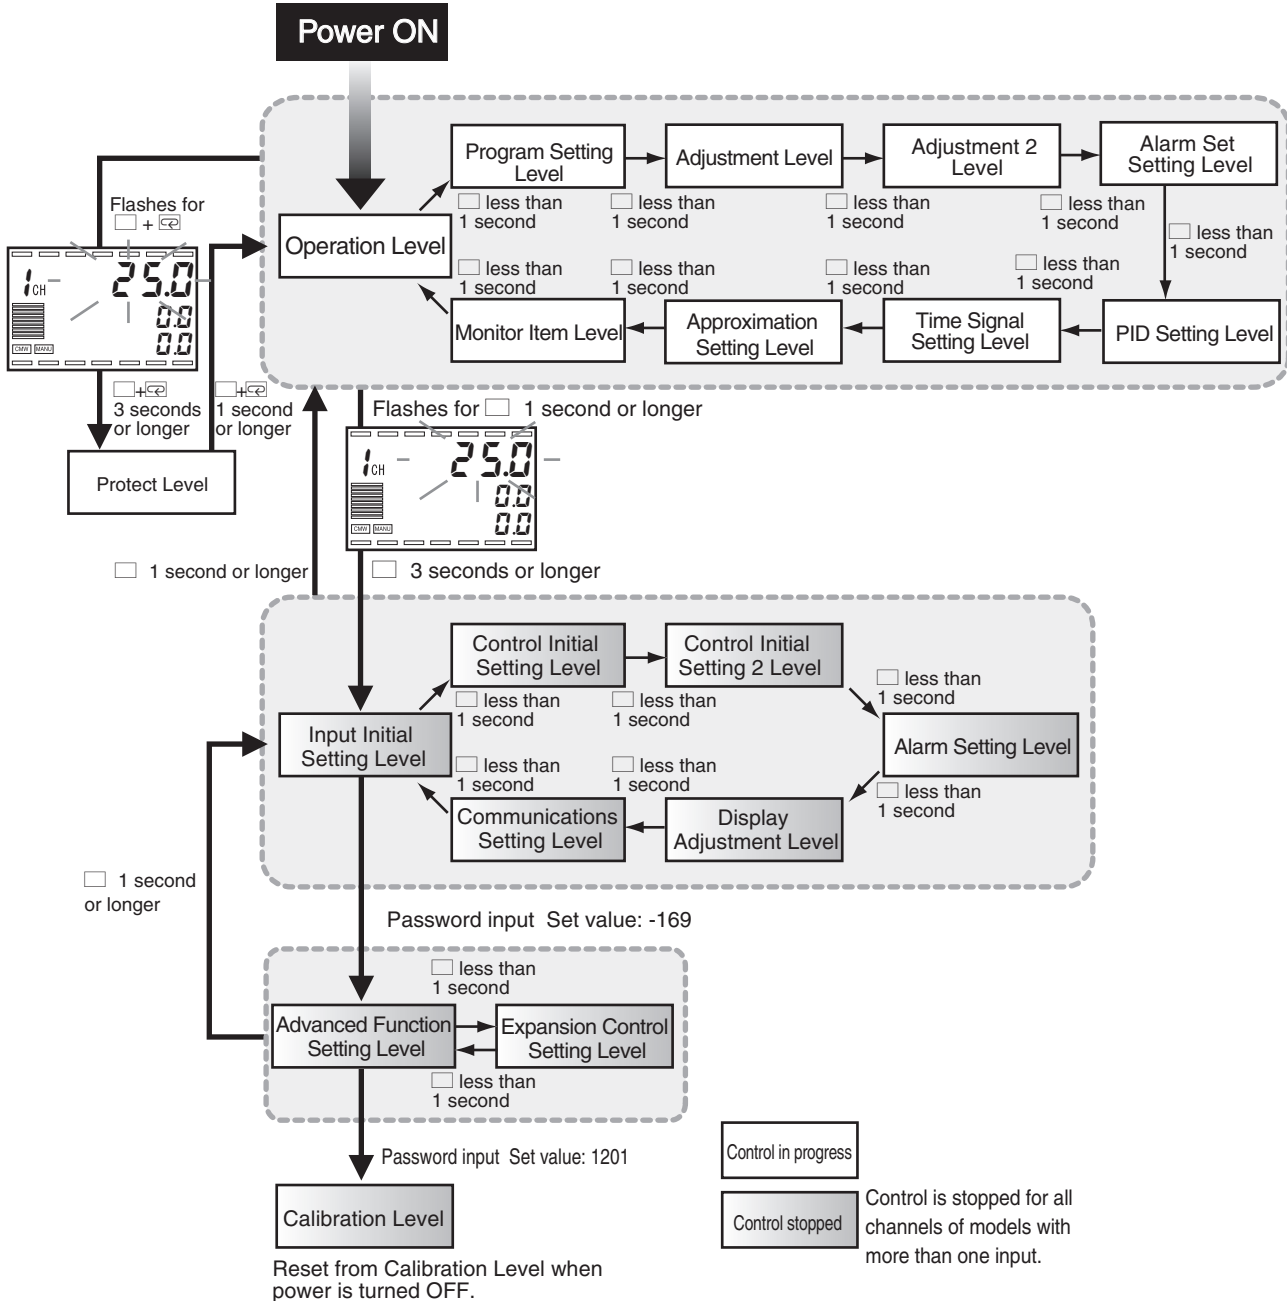 Power ON
Program Setting
Level
Adjustment Level
Adjustment 2
Level
Alarm Set
Setting Level
less than
1 second
less than
1 second
less than
1 second
less than
1 second
less than
1 second
Operation Level
less than
1 second
less than
1 second
less than
1 second
less than
1 second
Monitor Item Level
Approximation
Setting Level
Time Signal
Setting Level
PID Setting Level
Flashes for
+
1 CH
25.0
0.0
0.0
CMW MANU
+
3 seconds
or longer
+
1 second
or longer
Protect Level
Flashes for 1 second or longer
1 CH
25.0
0.0
0.0
CMW MANU
1 second or longer
3 seconds or longer
Control Initial
Setting Level
Control Initial
Setting 2 Level
less than
1 second
less than
1 second
less than
1 second
Input Initial
Setting Level
Alarm Setting Level
less than
1 second
less than
1 second
less than
1 second
Communications
Setting Level
Display
Adjustment Level
1 second
or longer
Password input Set value: -169
less than
1 second
Advanced Function
Setting Level
Expansion Control
Setting Level
less than
1 second
Password input Set value: 1201
Calibration Level
Reset from Calibration Level when
power is turned OFF.
Control in progress
Control stopped
Control is stopped for all
channels of models with
more than one input.